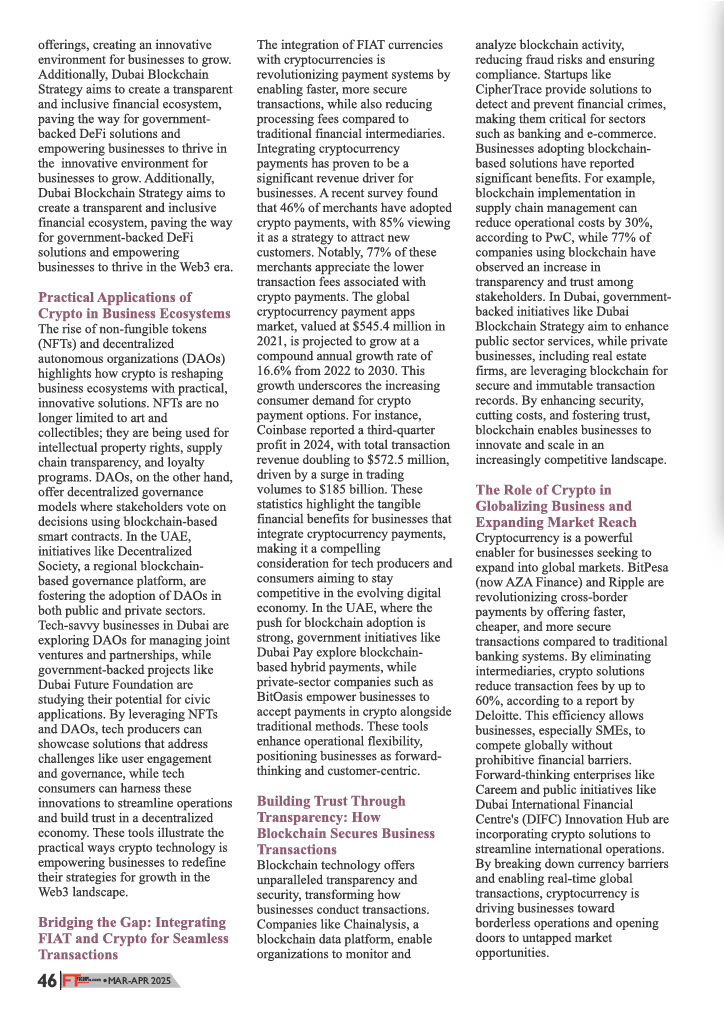 offerings, creating an innovative
environment for businesses to grow.
Additionally, Dubai Blockchain
Strategy aims to create a transparent
and inclusive financial ecosystem,
paving the way for government-
backed DeFi solutions and
empowering businesses to thrive in
the  innovative environment for
businesses to grow. Additionally,
Dubai Blockchain Strategy aims to
create a transparent and inclusive
financial ecosystem, paving the way
for government-backed DeFi
solutions and empowering
businesses to thrive in the Web3 era.
Practical Applications of
Crypto in Business Ecosystems
The rise of non-fungible tokens
(NFTs) and decentralized
autonomous organizations (DAOs)
highlights how crypto is reshaping
business ecosystems with practical,
innovative solutions. NFTs are no
longer limited to art and
collectibles; they are being used for
intellectual property rights, supply
chain transparency, and loyalty
programs. DAOs, on the other hand,
offer decentralized governance
models where stakeholders vote on
decisions using blockchain-based
smart contracts. In the UAE,
initiatives like Decentralized
Society, a regional blockchain-
based governance platform, are
fostering the adoption of DAOs in
both public and private sectors.
Tech-savvy businesses in Dubai are
exploring DAOs for managing joint
ventures and partnerships, while
government-backed projects like
Dubai Future Foundation are
studying their potential for civic
applications. By leveraging NFTs
and DAOs, tech producers can
showcase solutions that address
challenges like user engagement
and governance, while tech
consumers can harness these
innovations to streamline operations
and build trust in a decentralized
economy. These tools illustrate the
practical ways crypto technology is
empowering businesses to redefine
their strategies for growth in the
Web3 landscape.
Bridging the Gap: Integrating
FIAT and Crypto for Seamless
Transactions
The integration of FIAT currencies
with cryptocurrencies is
revolutionizing payment systems by
enabling faster, more secure
transactions, while also reducing
processing fees compared to
traditional financial intermediaries.
Integrating cryptocurrency
payments has proven to be a
significant revenue driver for
businesses. A recent survey found
that 46% of merchants have adopted
crypto payments, with 85% viewing
it as a strategy to attract new
customers. Notably, 77% of these
merchants appreciate the lower
transaction fees associated with
crypto payments. The global
cryptocurrency payment apps
market, valued at $545.4 million in
2021, is projected to grow at a
compound annual growth rate of
16.6% from 2022 to 2030. This
growth underscores the increasing
consumer demand for crypto
payment options. For instance,
Coinbase reported a third-quarter
profit in 2024, with total transaction
revenue doubling to $572.5 million,
driven by a surge in trading
volumes to $185 billion. These
statistics highlight the tangible
financial benefits for businesses that
integrate cryptocurrency payments,
making it a compelling
consideration for tech producers and
consumers aiming to stay
competitive in the evolving digital
economy. In the UAE, where the
push for blockchain adoption is
strong, government initiatives like
Dubai Pay explore blockchain-
based hybrid payments, while
private-sector companies such as
BitOasis empower businesses to
accept payments in crypto alongside
traditional methods. These tools
enhance operational flexibility,
positioning businesses as forward-
thinking and customer-centric.
Building Trust Through
Transparency: How
Blockchain Secures Business
Transactions
Blockchain technology offers
unparalleled transparency and
security, transforming how
businesses conduct transactions.
Companies like Chainalysis, a
blockchain data platform, enable
organizations to monitor and
analyze blockchain activity,
reducing fraud risks and ensuring
compliance. Startups like
CipherTrace provide solutions to
detect and prevent financial crimes,
making them critical for sectors
such as banking and e-commerce.
Businesses adopting blockchain-
based solutions have reported
significant benefits. For example,
blockchain implementation in
supply chain management can
reduce operational costs by 30%,
according to PwC, while 77% of
companies using blockchain have
observed an increase in
transparency and trust among
stakeholders. In Dubai, government-
backed initiatives like Dubai
Blockchain Strategy aim to enhance
public sector services, while private
businesses, including real estate
firms, are leveraging blockchain for
secure and immutable transaction
records. By enhancing security,
cutting costs, and fostering trust,
blockchain enables businesses to
innovate and scale in an
increasingly competitive landscape.
The Role of Crypto in
Globalizing Business and
Expanding Market Reach
Cryptocurrency is a powerful
enabler for businesses seeking to
expand into global markets. BitPesa
(now AZA Finance) and Ripple are
revolutionizing cross-border
payments by offering faster,
cheaper, and more secure
transactions compared to traditional
banking systems. By eliminating
intermediaries, crypto solutions
reduce transaction fees by up to
60%, according to a report by
Deloitte. This efficiency allows
businesses, especially SMEs, to
compete globally without
prohibitive financial barriers.
Forward-thinking enterprises like
Careem and public initiatives like
Dubai International Financial
Centre's (DIFC) Innovation Hub are
incorporating crypto solutions to
streamline international operations.
By breaking down currency barriers
and enabling real-time global
transactions, cryptocurrency is
driving businesses toward
borderless operations and opening
doors to untapped market
opportunities.
46 FT • MAR-APR 2025